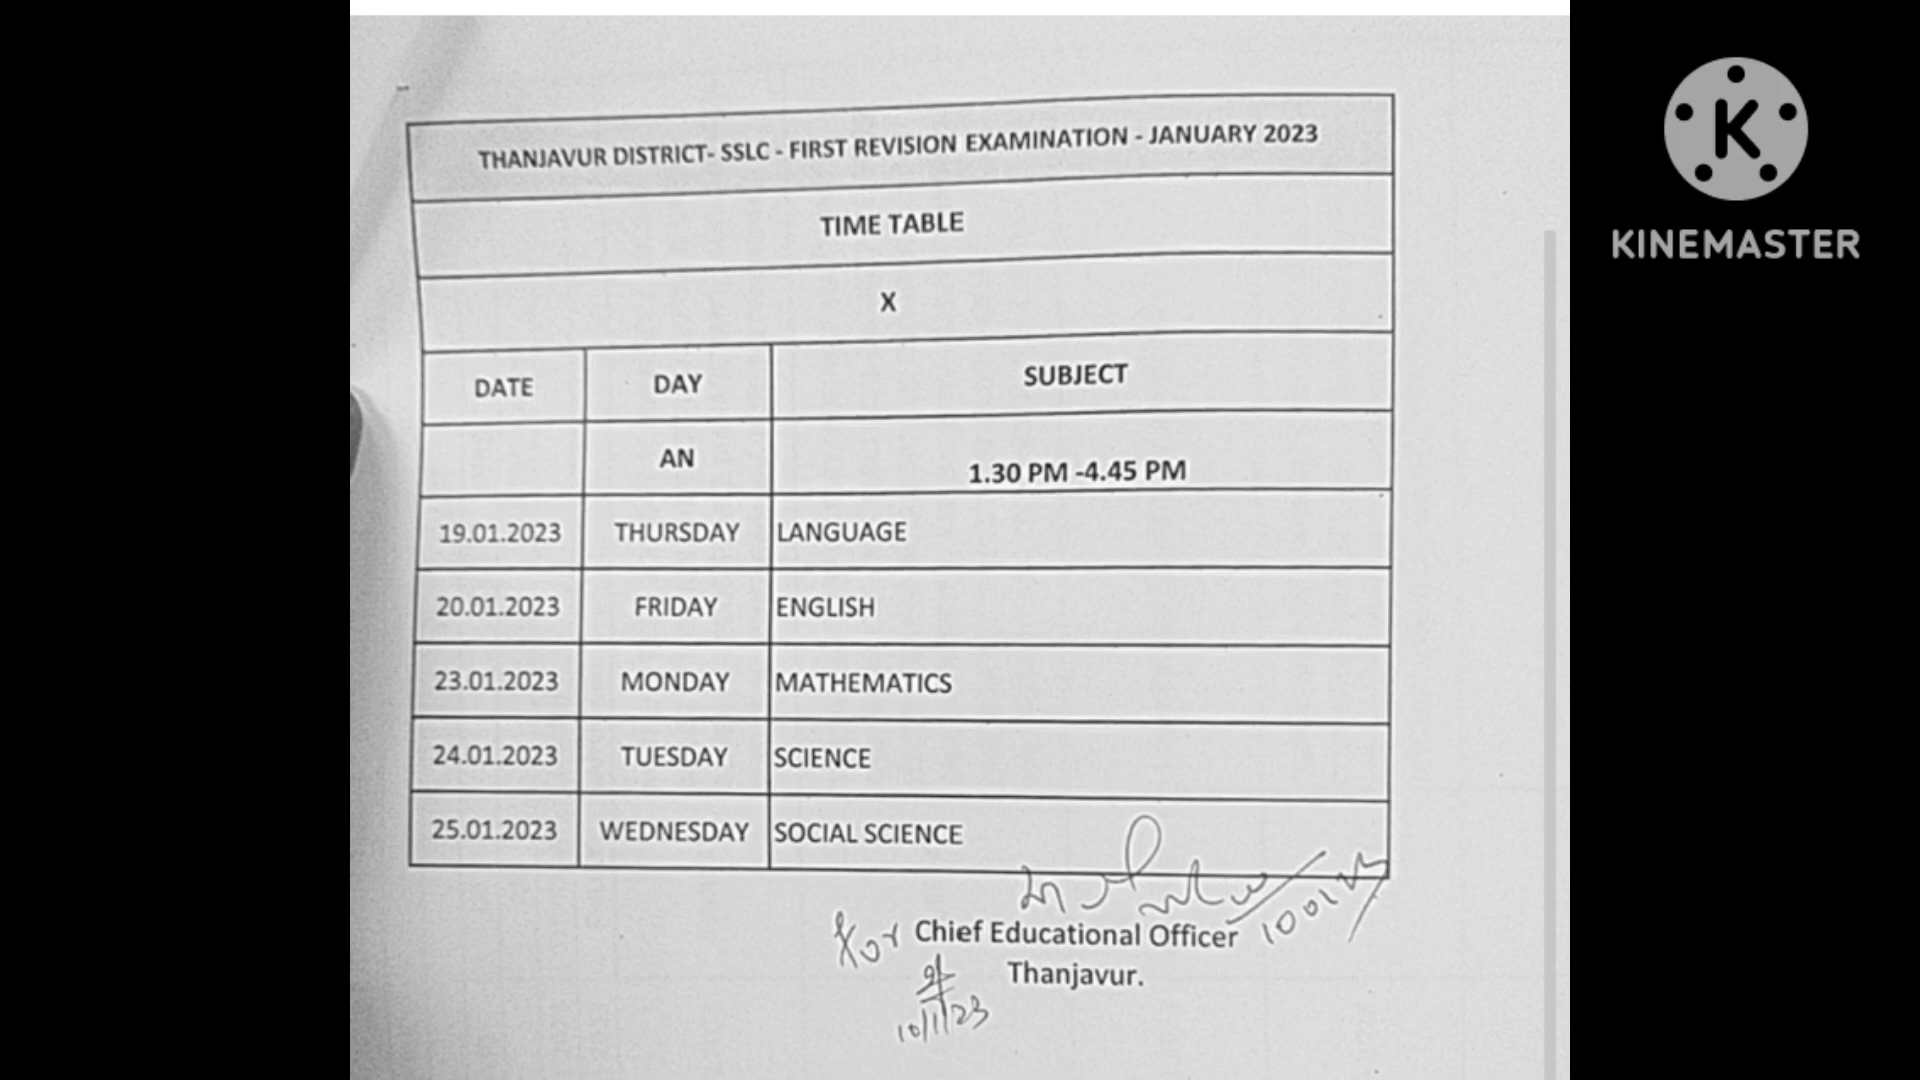 THANJAVUR DISTRICT- SSLC - FIRST REVISION EXAMINATION - JANUARY 2023
TIME TABLE
X
DATE DAY SUBJECT
AN 1.30 PM -4.45 PM
19.01.2023 THURSDAY LANGUAGE
20.01.2023 FRIDAY ENGLISH
23.01.2023 MONDAY MATHEMATICS
24.01.2023 TUESDAY SCIENCE
25.01.2023 WEDNESDAY SOCIAL SCIENCE
for Chief Educational Officer
Thanjavur.
10/1/23
K
KINEMASTER